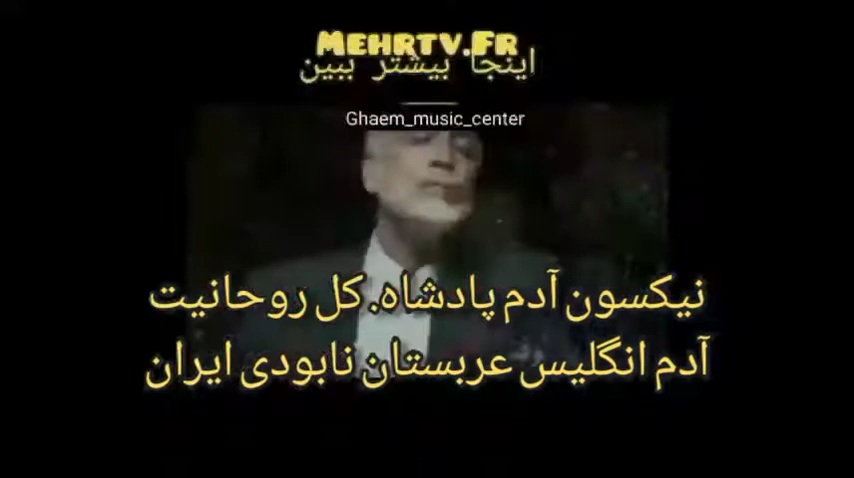 MEHRTV.FR
اینجا بیشتر ببین
Ghaem_music_center
نیکسون آدم پادشاه. کل روحانیت
آدم انگلیس عربستان نابودی ایران